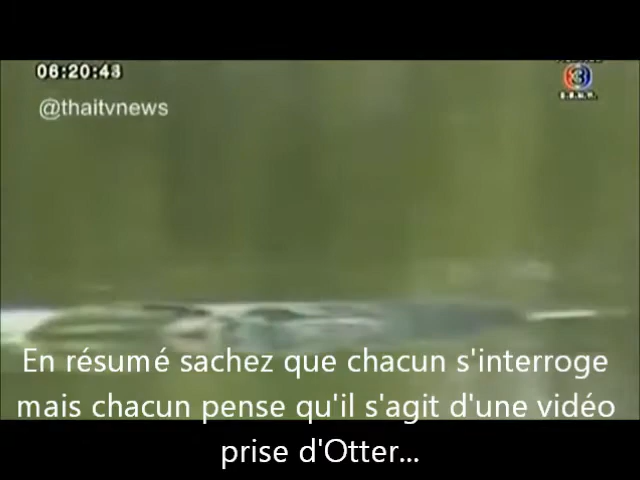 06:20:43
@thaitvnews
3
En résumé sachez que chacun s'interroge
mais chacun pense qu'il s'agit d'une vidéo
prise d'Otter...